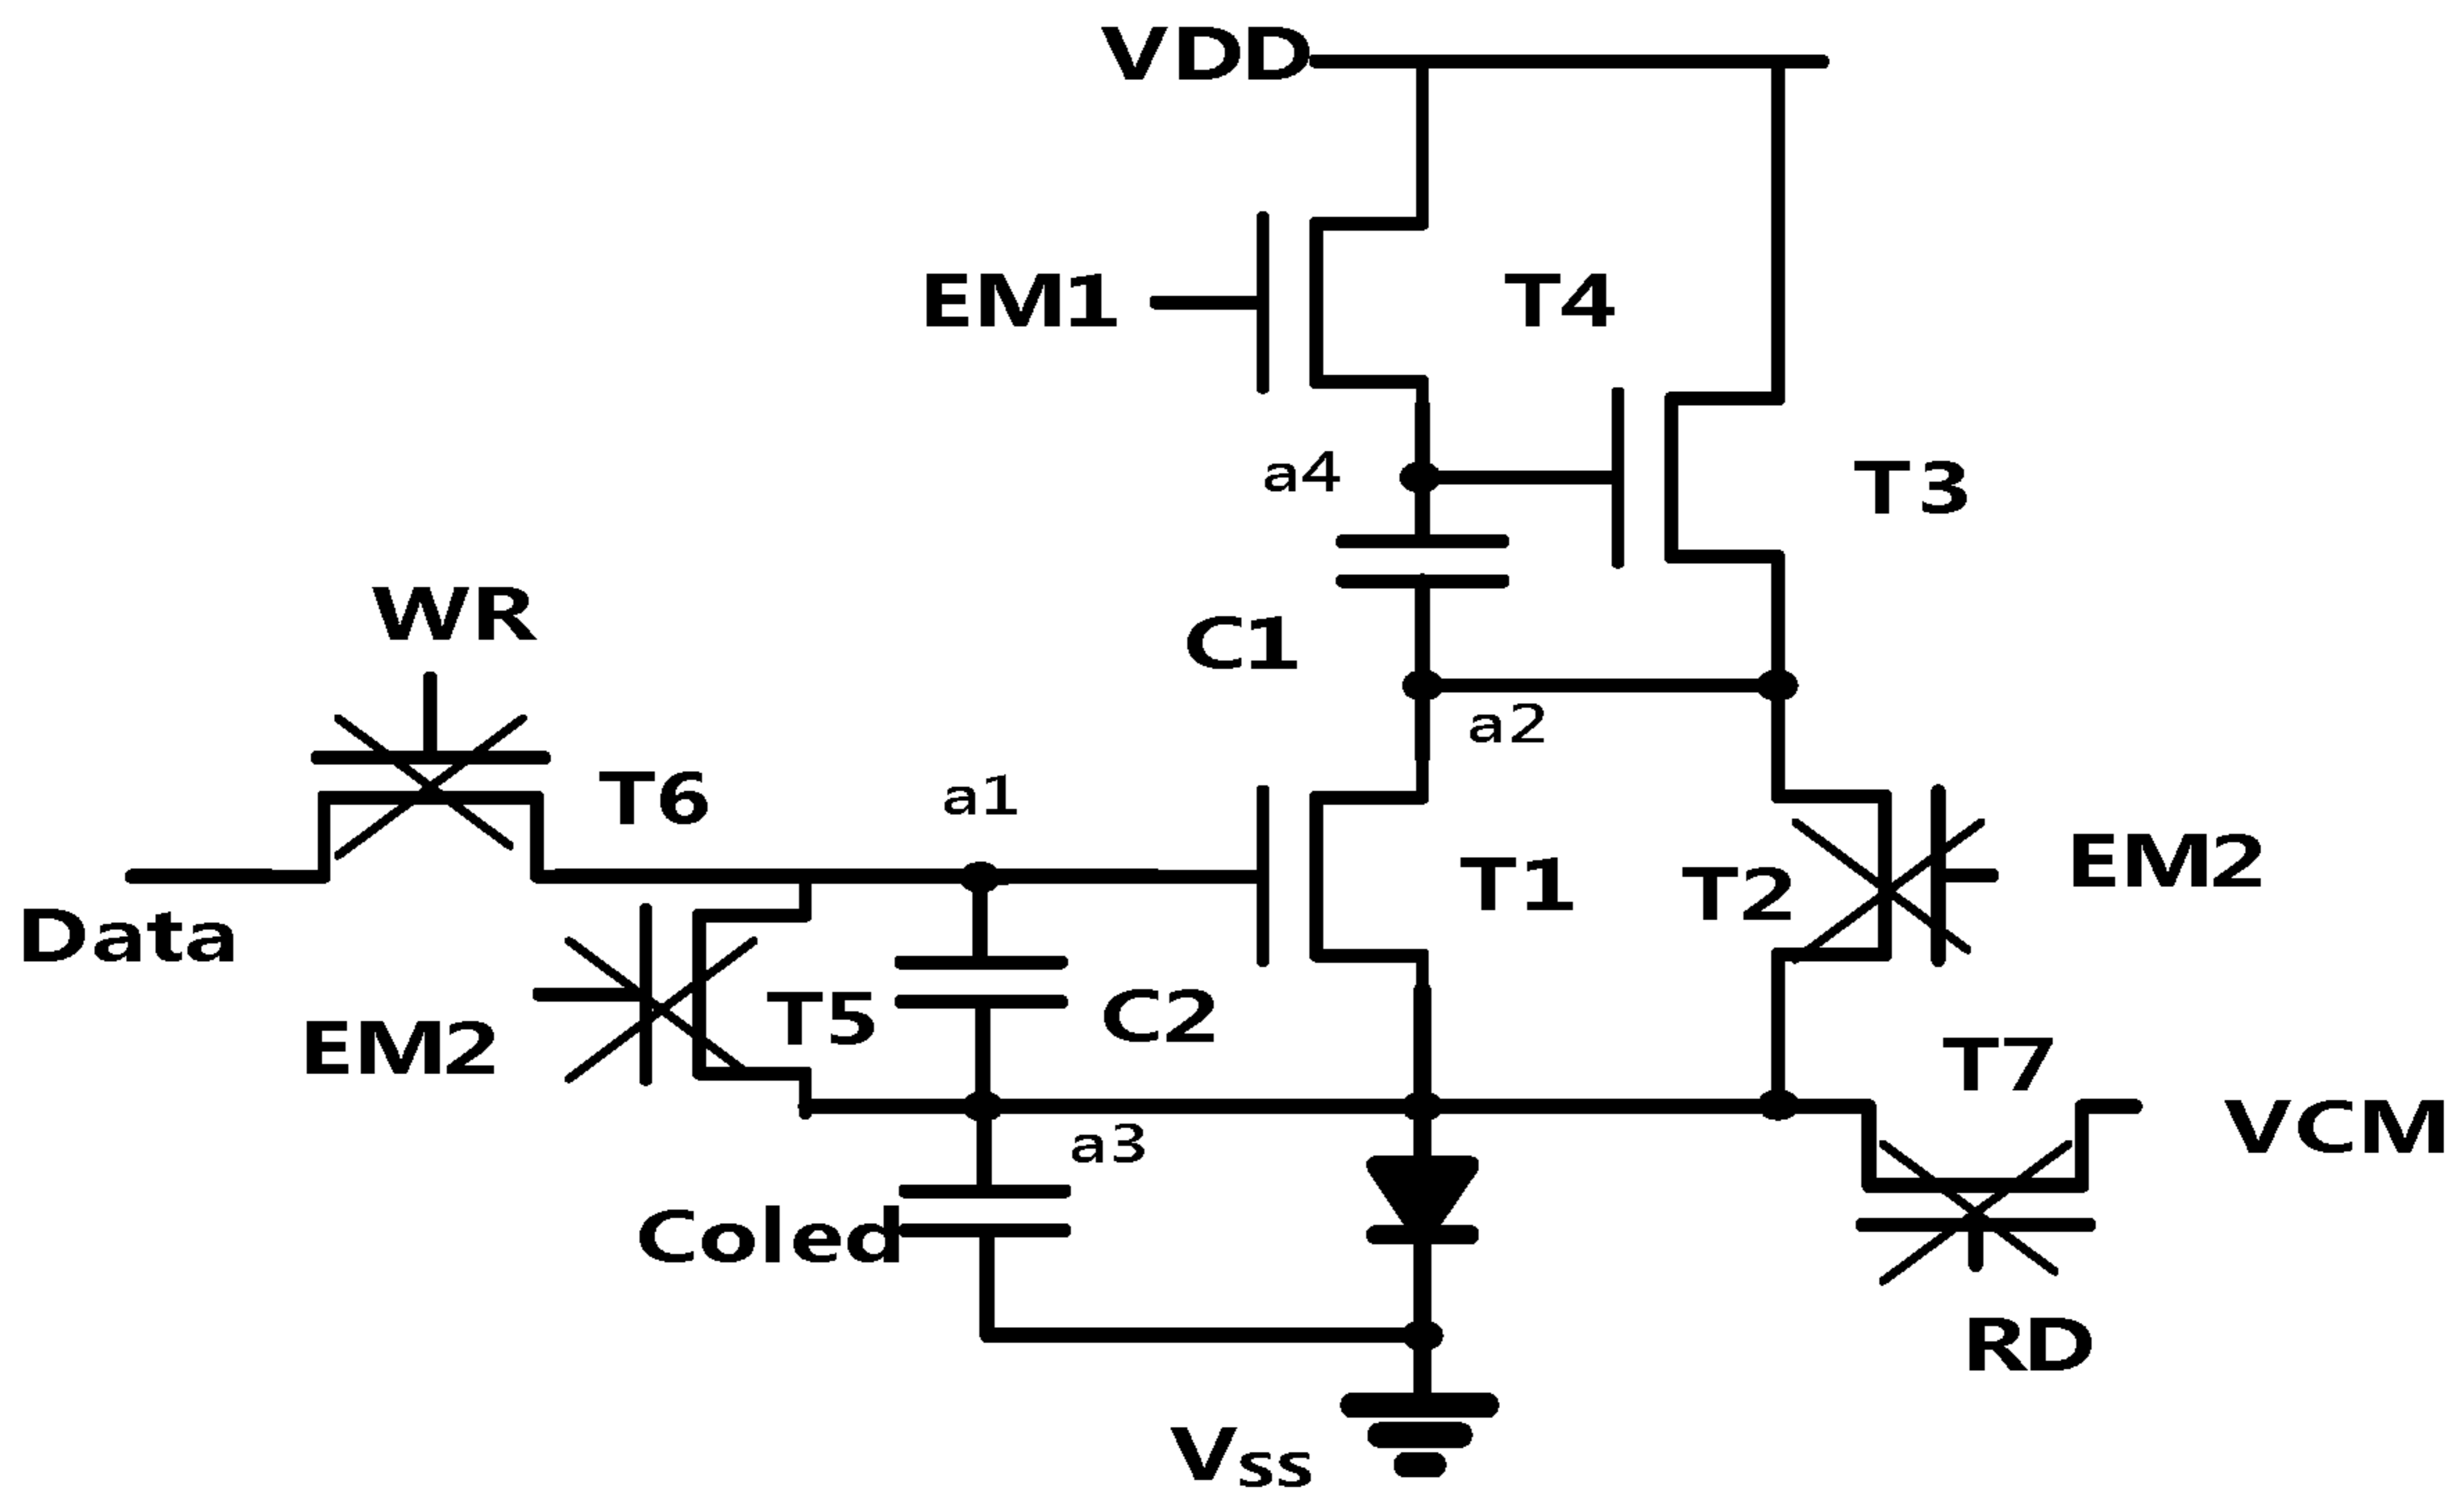 VDD
EM1
T4
a4
T3
WR
C1
a2
T6
a1
T1
T2
EM2
Data
T5
C2
EM2
T7
a3
VCM
Coled
RD
Vss